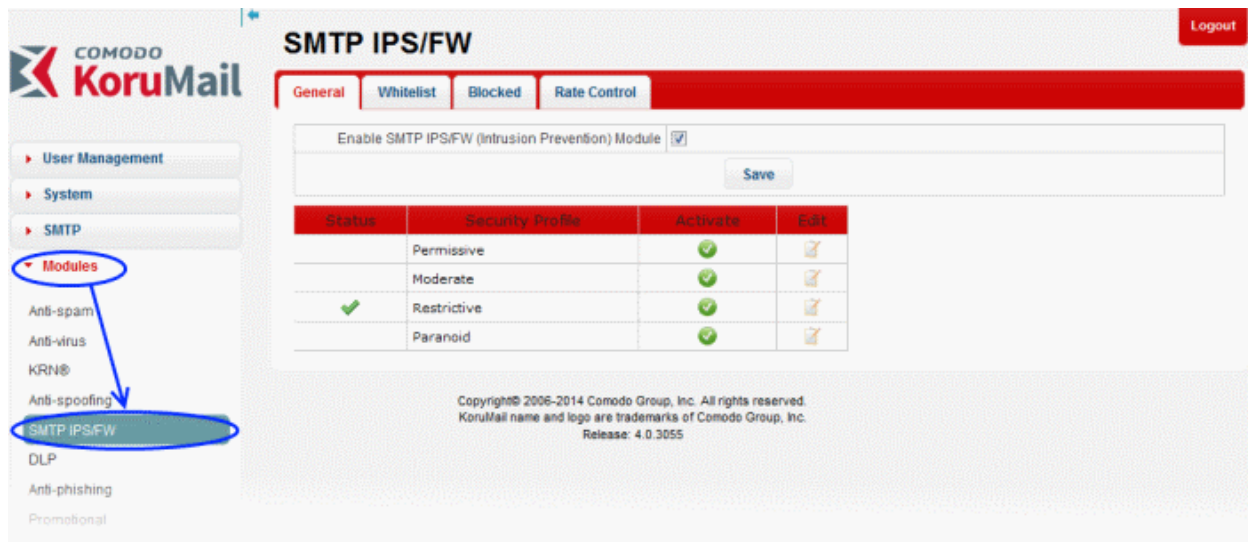 COMODO
KoruMail
User Management
System
SMTP
Modules
Anti-spam
Anti-virus
KRN®
Anti-spoofing
SMTP IPS/FW
DLP
Anti-phishing
Promotional
Logout
SMTP IPS/FW
General Whitelist Blocked Rate Control
Enable SMTP IPS/FW (Intrusion Prevention) Module
Save
Status Security Profile Activate Edit
Permissive
Moderate
Restrictive
Paranoid
Copyright© 2006-2014 Comodo Group, Inc. All rights reserved.
KoruMail name and logo are trademarks of Comodo Group, Inc.
Release: 4.0.3055